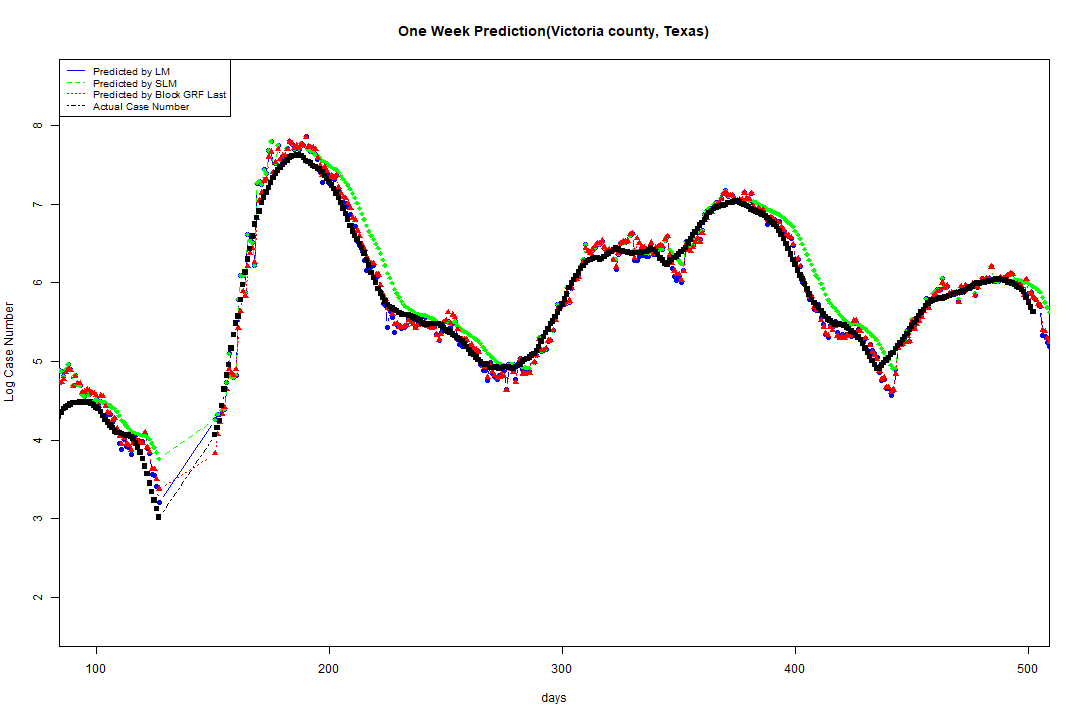 One Week Prediction(Victoria county, Texas)
Predicted by LM
Predicted by SLM
Predicted by Block GRF Last
Actual Case Number
8
7
6
5
4
3
2
Log Case Number
100 200 300 400 500
days